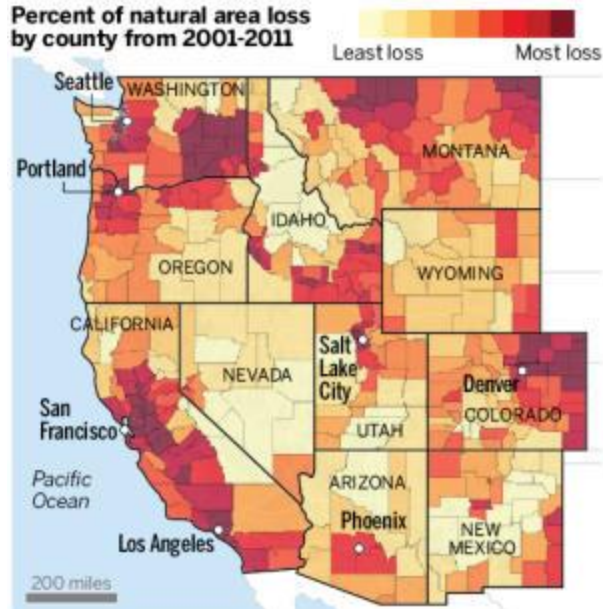 Percent of natural area loss
by county from 2001-2011
Least loss
Most loss
Seattle
WASHINGTON
Portland
MONTANA
IDAHO
OREGON
WYOMING
CALIFORNIA
Salt
Lake
City
NEVADA
Denver
COLORADO
San
Francisco
UTAH
Pacific
Ocean
ARIZONA
Phoenix
Los Angeles
NEW
MEXICO
200 miles